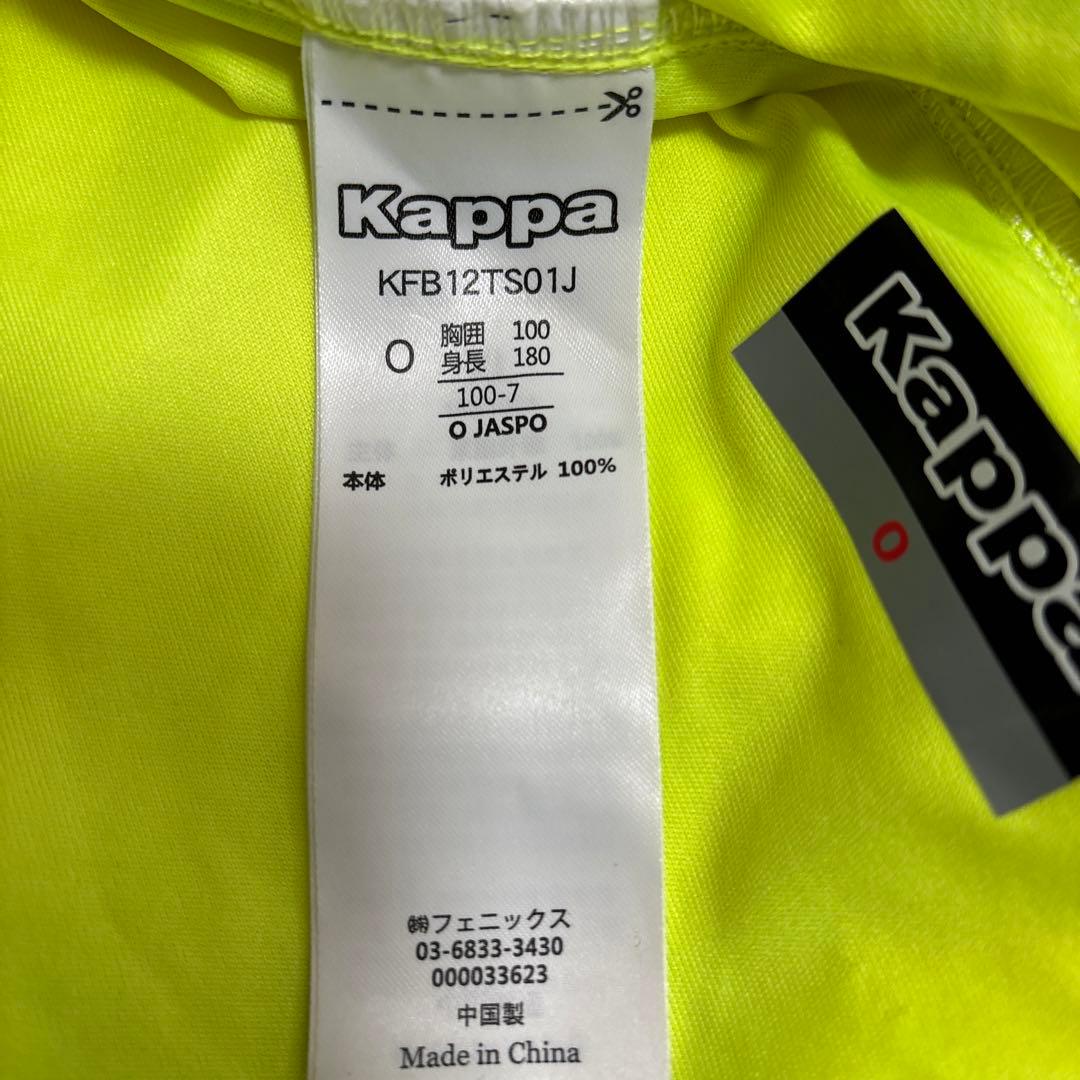 Kappa
KFB12TS01J
O 胸囲 100
身長 180
100-7
O JASPO
本体 ポリエステル 100%
㈱フェニックス
03-6833-3430
000033623
中国製
Made in China
Kappa
O